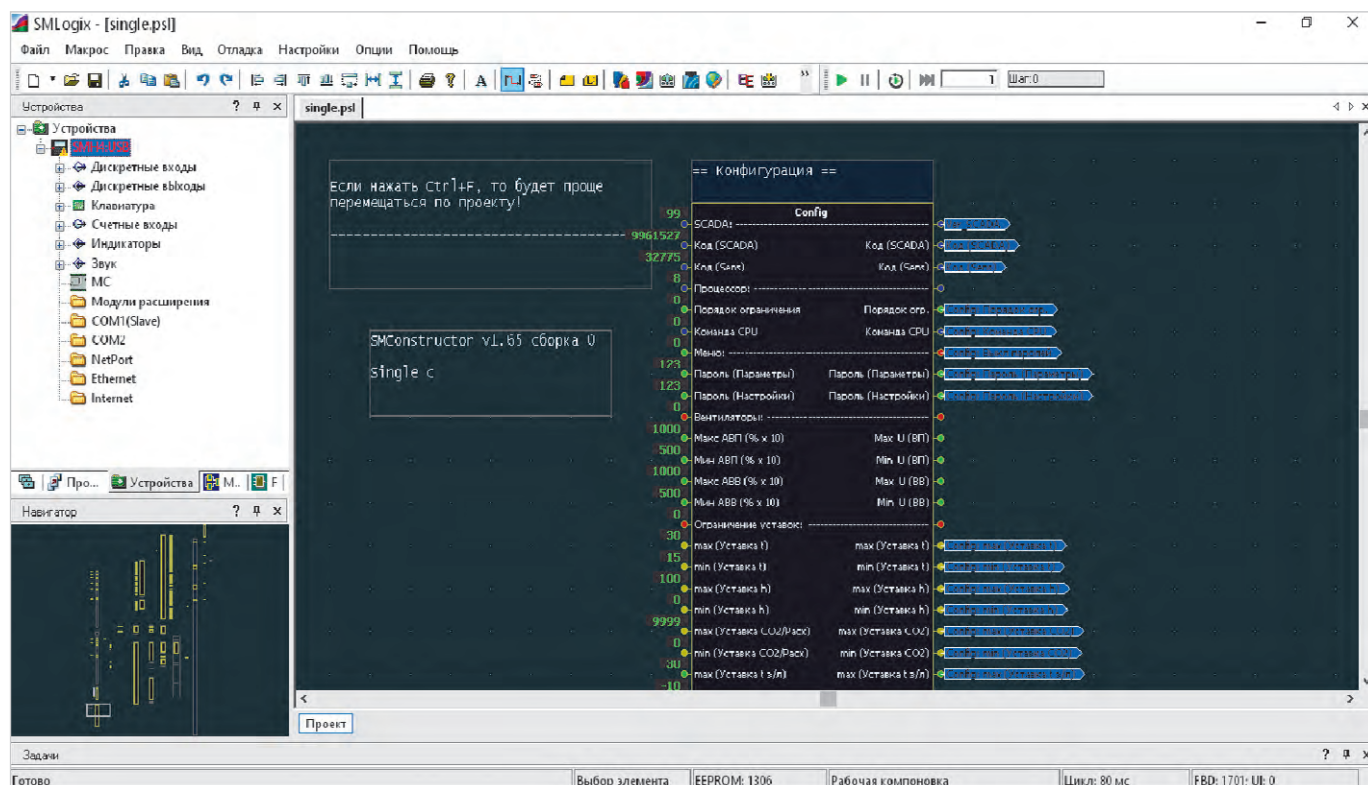 SMLogix - [single.psl]
Файл Макрос Правка Вид Отладка Настройки Опции Помощь
1 Шаг:0
Устройства
single.psl
Устройства
SMH4:USB
Дискретные входы
Дискретные вЫходы
Клавиатура
Счетные входы
Индикаторы
Звук
MC
Модули расширения
COM1(Slave)
COM2
NetPort
Ethernet
Internet
Про... Устройства М.. F
Навигатор
Если нажать Ctrl+F, то будет проще
перемещаться по проекту!
SMConstructor v1.65 сборка 0
Single c
== Конфигурация ==
Config
99
SCADA:
9961527
Код (SCADA) Код (SCADA)
32775
Код (Sens) Код (Sens)
8
Процессор:
0
Порядок ограничения Порядок огр.
0
Команда CPU Команда CPU
0
Меню:
123
Пароль (Параметры) Пароль (Параметры)
123
Пароль (Настройки) Пароль (Настройки)
0
Вентиляторы:
1000
Макс АВП (% x 10) Max U (ВП)
500
Мин АВП (% x 10) Min U (ВП)
1000
Макс АВВ (% x 10) Max U (ВВ)
500
Мин АВВ (% x 10) Min U (ВВ)
0
Ограничение уставок:
30
max (Уставка t) max (Уставка t)
15
min (Уставка t) min (Уставка t)
100
max (Уставка h) max (Уставка h)
0
min (Уставка h) min (Уставка h)
9999
max (Уставка CO2/Расх) max (Уставка CO2)
0
min (Уставка CO2/Расх) min (Уставка CO2)
30
max (Уставка t э/л) max (Уставка t э/л)
-10
Проект
Задачи
Готово Выбор элемента EEPROM: 1306 Рабочая компоновка Цикл: 80 мс FBD: 1701; UI: 0